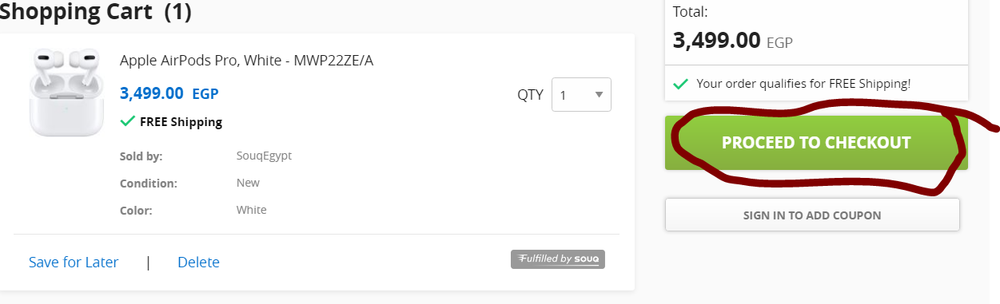 Shopping Cart (1)
Apple AirPods Pro, White - MWP22ZE/A
3,499.00 EGP
FREE Shipping
QTY 1
Sold by: SouqEgypt
Condition: New
Color: White
Save for Later | Delete
Fulfilled by souq
Total:
3,499.00 EGP
Your order qualifies for FREE Shipping!
PROCEED TO CHECKOUT
SIGN IN TO ADD COUPON